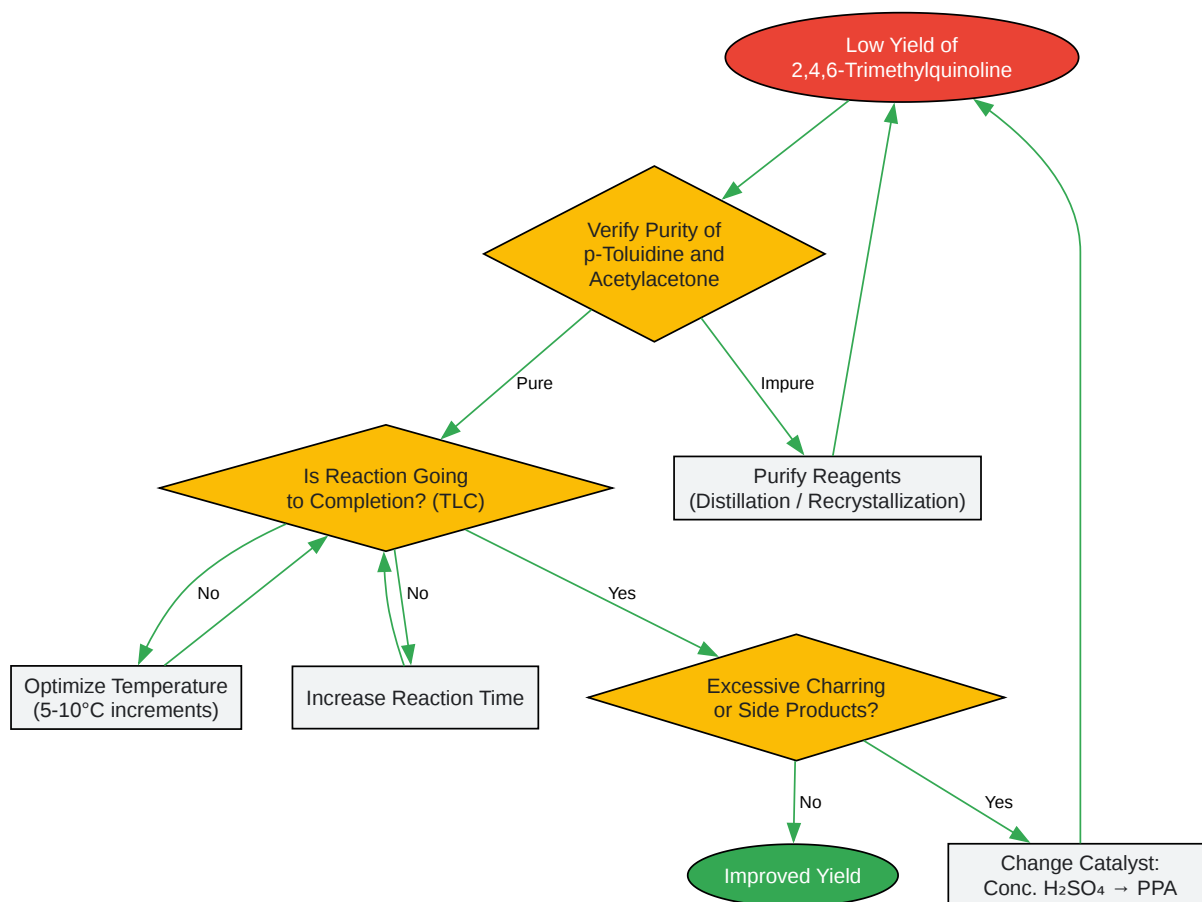 Low Yield of
2,4,6-Trimethylquinoline
Verify Purity of
p-Toluidine and
Acetylacetone
Pure
Impure
Is Reaction Going
to Completion? (TLC)
Purify Reagents
(Distillation / Recrystallization)
No
No
Yes
Optimize Temperature
(5-10°C increments)
Increase Reaction Time
Excessive Charring
or Side Products?
No
Yes
Improved Yield
Change Catalyst:
Conc. H₂SO₄ → PPA